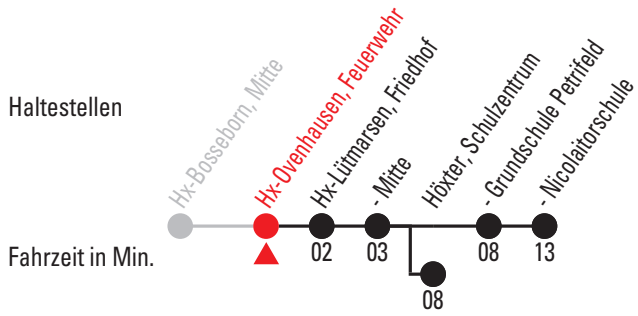 Haltestellen
Hx-Bosseborn, Mitte
Hx-Ovenhausen, Feuerwehr
Hx-Lütmarsen, Friedhof
- Mitte
Höxter, Schulzentrum
- Grundschule Petrifeld
- Nicolaitorschule
Fahrzeit in Min.
02
03
08
13
08